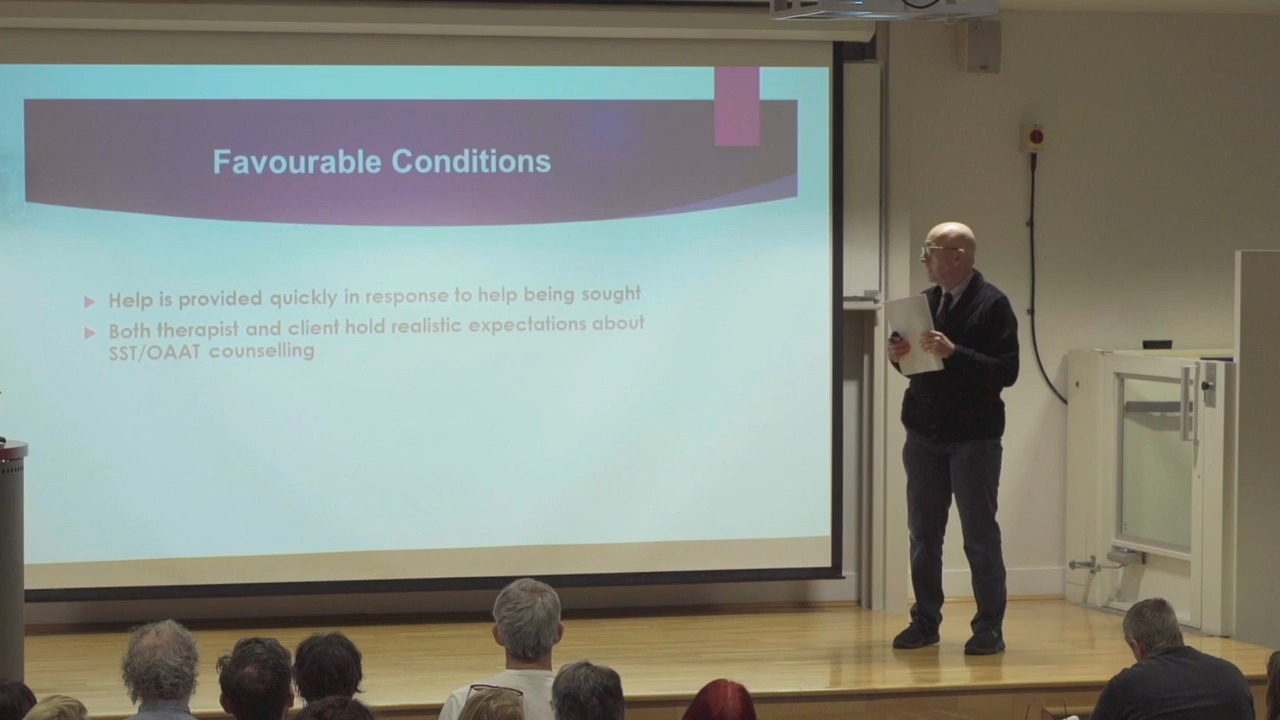 Favourable Conditions
Help is provided quickly in response to help being sought
Both therapist and client hold realistic expectations about
SST/OAAT counselling